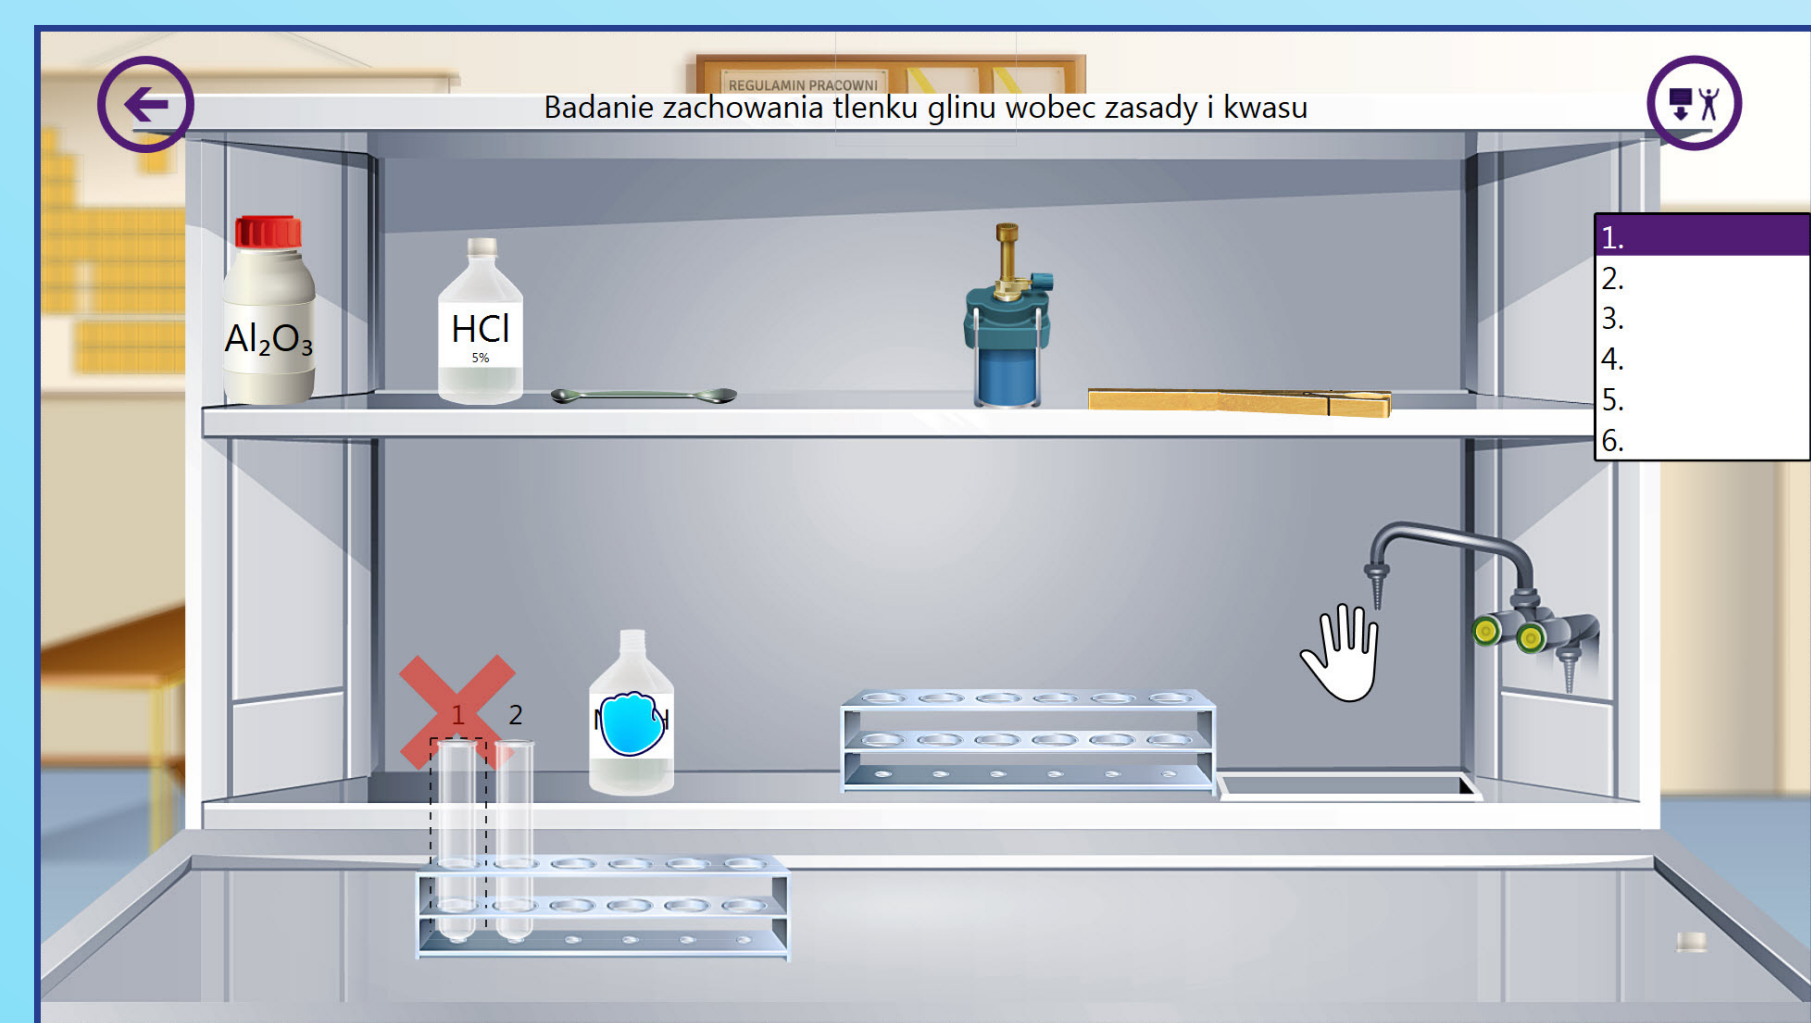 REGULAMIN PRACOWNI
Badanie zachowania tlenku glinu wobec zasady i kwasu
1.
2.
3.
4.
5.
6.
Al₂O₃
HCl
5%
1
2